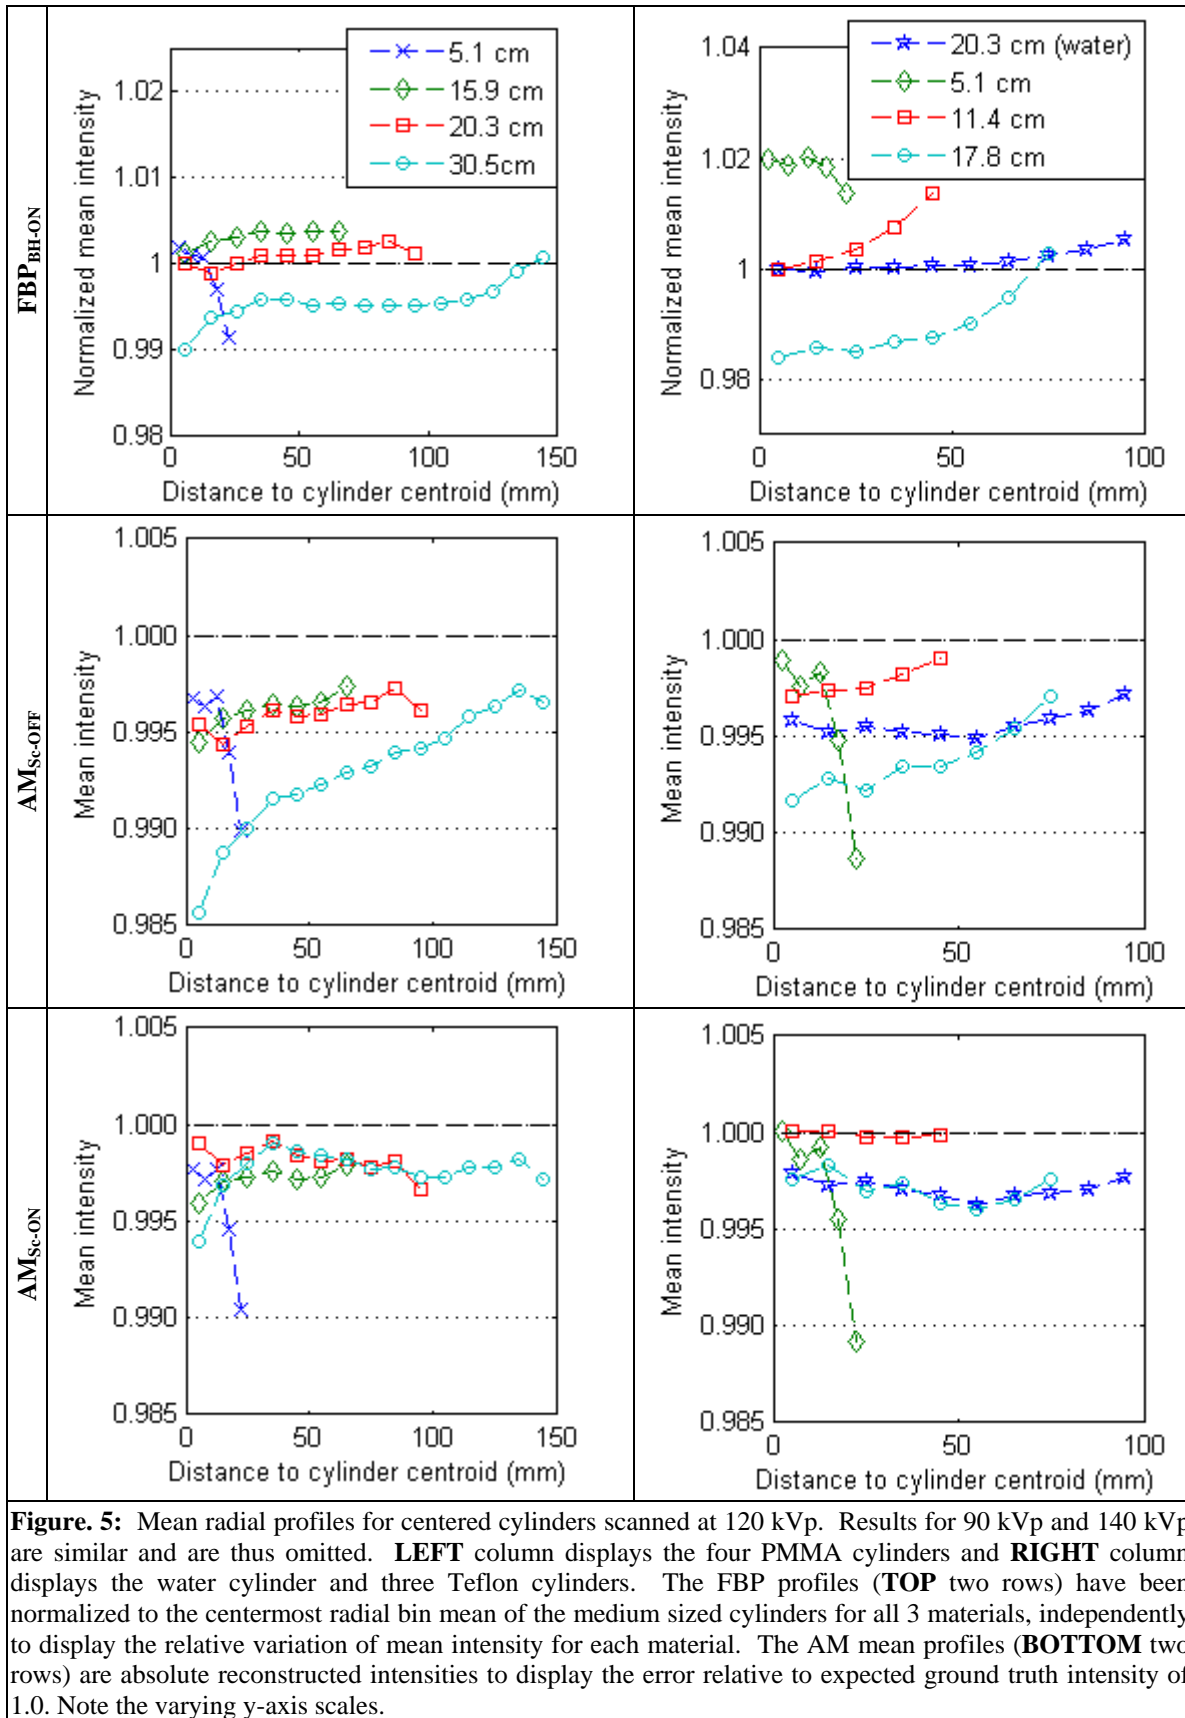 FBP BH-ON
Normalized mean intensity
1.02
1.01
1
0.99
0.98
0
50
100
150
Distance to cylinder centroid (mm)
5.1 cm
15.9 cm
20.3 cm
30.5cm
Normalized mean intensity
1.04
1.02
1
0.98
0
50
100
Distance to cylinder centroid (mm)
20.3 cm (water)
5.1 cm
11.4 cm
17.8 cm
AM Sc-OFF
Mean intensity
1.005
1.000
0.995
0.990
0.985
0
50
100
150
Distance to cylinder centroid (mm)
Mean intensity
1.005
1.000
0.995
0.990
0.985
0
50
100
Distance to cylinder centroid (mm)
AM Sc-ON
Mean intensity
1.005
1.000
0.995
0.990
0.985
0
50
100
150
Distance to cylinder centroid (mm)
Mean intensity
1.005
1.000
0.995
0.990
0.985
0
50
100
Distance to cylinder centroid (mm)
Figure. 5: Mean radial profiles for centered cylinders scanned at 120 kVp. Results for 90 kVp and 140 kVp
are similar and are thus omitted. LEFT column displays the four PMMA cylinders and RIGHT column
displays the water cylinder and three Teflon cylinders. The FBP profiles (TOP two rows) have been
normalized to the centermost radial bin mean of the medium sized cylinders for all 3 materials, independently
to display the relative variation of mean intensity for each material. The AM mean profiles (BOTTOM two
rows) are absolute reconstructed intensities to display the error relative to expected ground truth intensity of
1.0. Note the varying y-axis scales.